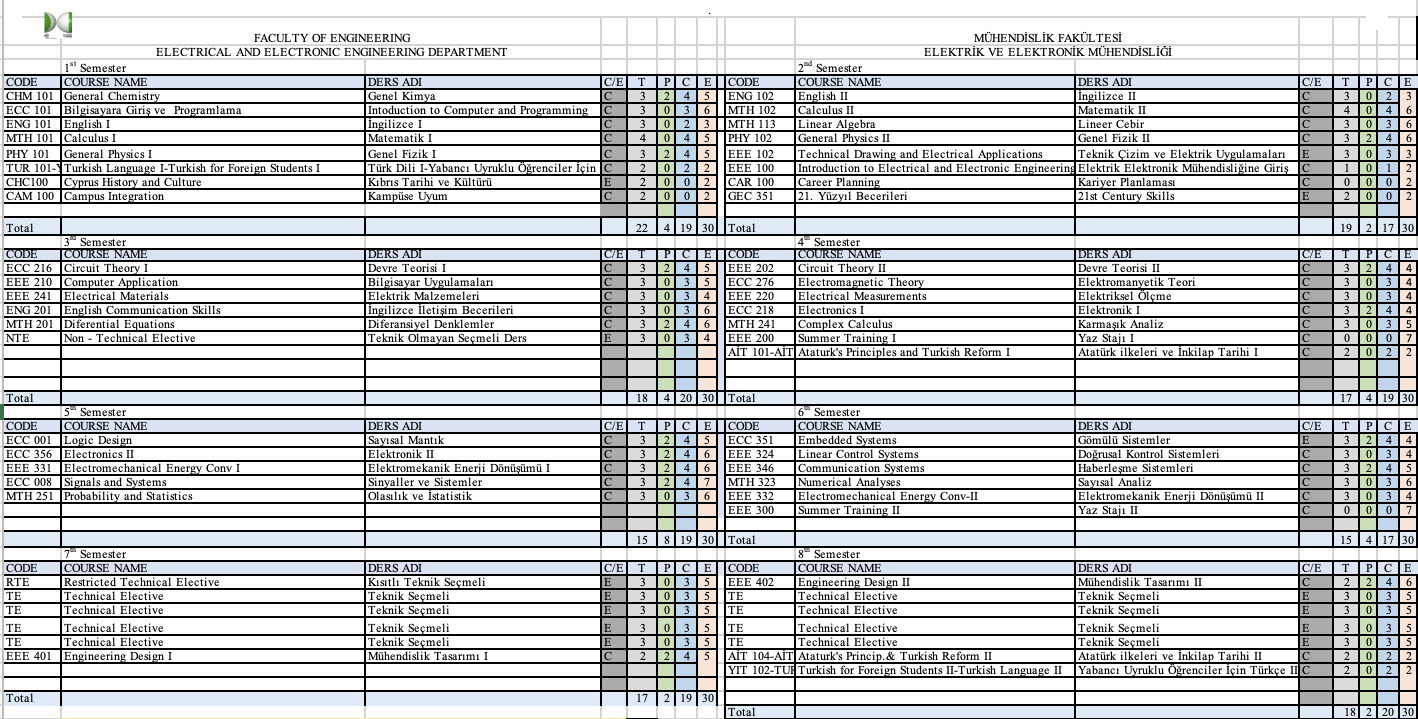 FACULTY OF ENGINEERING
ELECTRICAL AND ELECTRONIC ENGINEERING DEPARTMENT
1st Semester
CODE COURSE NAME DERS ADI C/E T P C E
CHM 101 General Chemistry Genel Kimya C 3 2 4 5
ECC 101 Bilgisayara Giriş ve Programlama Intoduction to Computer and Programming C 3 0 3 6
ENG 101 English I İngilizce I C 3 0 2 3
MTH 101 Calculus I Matematik I C 4 0 4 5
PHY 101 General Physics I Genel Fizik I C 3 2 4 5
TUR 101-Y Turkish Language I-Turkish for Foreign Students I Türk Dili I-Yabancı Uyruklu Öğrenciler İçin C 2 0 2 2
CHC100 Cyprus History and Culture Kıbrıs Tarihi ve Kültürü E 2 0 0 2
CAM 100 Campus Integration Kampüse Uyum C 2 0 0 2
Total 22 4 19 30
MÜHENDİSLİK FAKÜLTESİ
ELEKTRİK VE ELEKTRONİK MÜHENDİSLİĞİ
2nd Semester
CODE COURSE NAME DERS ADI C/E T P C E
ENG 102 English II İngilizce II C 3 0 2 3
MTH 102 Calculus II Matematik II C 4 0 4 6
MTH 113 Linear Algebra Lineer Cebir C 3 0 3 6
PHY 102 General Physics II Genel Fizik II C 3 2 4 6
EEE 102 Technical Drawing and Electrical Applications Teknik Çizim ve Elektrik Uygulamaları E 3 0 3 3
EEE 100 Introduction to Electrical and Electronic Engineering Elektrik Elektronik Mühendisliğine Giriş C 1 0 1 2
CAR 100 Career Planning Kariyer Planlaması C 0 0 0 2
GEC 351 21. Yüzyıl Becerileri 21st Century Skills E 2 0 0 2
Total 19 2 17 30
3rd Semester
CODE COURSE NAME DERS ADI C/E T P C E
ECC 216 Circuit Theory I Devre Teorisi I C 3 2 4 5
EEE 210 Computer Application Bilgisayar Uygulamaları C 3 0 3 5
EEE 241 Electrical Materials Elektrik Malzemeleri C 3 0 3 4
ENG 201 English Communication Skills İngilizce İletişim Becerileri C 3 0 3 6
MTH 201 Diferential Equations Diferansiyel Denklemler C 3 2 4 6
NTE Non - Technical Elective Teknik Olmayan Seçmeli Ders E 3 0 3 4
Total 18 4 20 30
4th Semester
CODE COURSE NAME DERS ADI C/E T P C E
EEE 202 Circuit Theory II Devre Teorisi II C 3 2 4 4
ECC 276 Electromagnetic Theory Elektromanyetik Teori C 3 0 3 4
EEE 220 Electrical Measurements Elektriksel Ölçme C 3 0 3 4
ECC 218 Electronics I Elektronik I C 3 2 4 4
MTH 241 Complex Calculus Karmaşık Analiz C 3 0 3 5
EEE 200 Summer Training I Yaz Stajı I C 0 0 0 7
AİT 101-AİT Ataturk's Principles and Turkish Reform I Atatürk ilkeleri ve İnkilap Tarihi I C 2 0 2 2
Total 17 4 19 30
5th Semester
CODE COURSE NAME DERS ADI C/E T P C E
ECC 001 Logic Design Sayısal Mantık C 3 2 4 5
ECC 356 Electronics II Elektronik II C 3 2 4 6
EEE 331 Electromechanical Energy Conv I Elektromekanik Enerji Dönüşümü I C 3 2 4 6
ECC 008 Signals and Systems Sinyaller ve Sistemler C 3 2 4 7
MTH 251 Probability and Statistics Olasılık ve İstatistik C 3 0 3 6
15 8 19 30
6th Semester
CODE COURSE NAME DERS ADI C/E T P C E
ECC 351 Embedded Systems Gömülü Sistemler E 3 2 4 4
EEE 324 Linear Control Systems Doğrusal Kontrol Sistemleri C 3 0 3 4
EEE 346 Communication Systems Haberleşme Sistemleri C 3 2 4 5
MTH 323 Numerical Analyses Sayısal Analiz C 3 0 3 6
EEE 332 Electromechanical Energy Conv-II Elektromekanik Enerji Dönüşümü II C 3 0 3 4
EEE 300 Summer Training II Yaz Stajı II C 0 0 0 7
Total 15 4 17 30
7th Semester
CODE COURSE NAME DERS ADI C/E T P C E
RTE Restricted Technical Elective Kısıtlı Teknik Seçmeli E 3 0 3 5
TE Technical Elective Teknik Seçmeli E 3 0 3 5
TE Technical Elective Teknik Seçmeli E 3 0 3 5
TE Technical Elective Teknik Seçmeli E 3 0 3 5
TE Technical Elective Teknik Seçmeli E 3 0 3 5
EEE 401 Engineering Design I Mühendislik Tasarımı I C 2 2 4 5
Total 17 2 19 30
8th Semester
CODE COURSE NAME DERS ADI C/E T P C E
EEE 402 Engineering Design II Mühendislik Tasarımı II C 2 2 4 6
TE Technical Elective Teknik Seçmeli E 3 0 3 5
TE Technical Elective Teknik Seçmeli E 3 0 3 5
TE Technical Elective Teknik Seçmeli E 3 0 3 5
TE Technical Elective Teknik Seçmeli E 3 0 3 5
AİT 104-AİT Ataturk's Princip.& Turkish Reform II Atatürk ilkeleri ve İnkilap Tarihi II C 2 0 2 2
YIT 102-TUR Turkish for Foreign Students II-Turkish Language II Yabancı Uyruklu Öğrenciler İçin Türkçe II C 2 0 2 2
Total 18 2 20 30